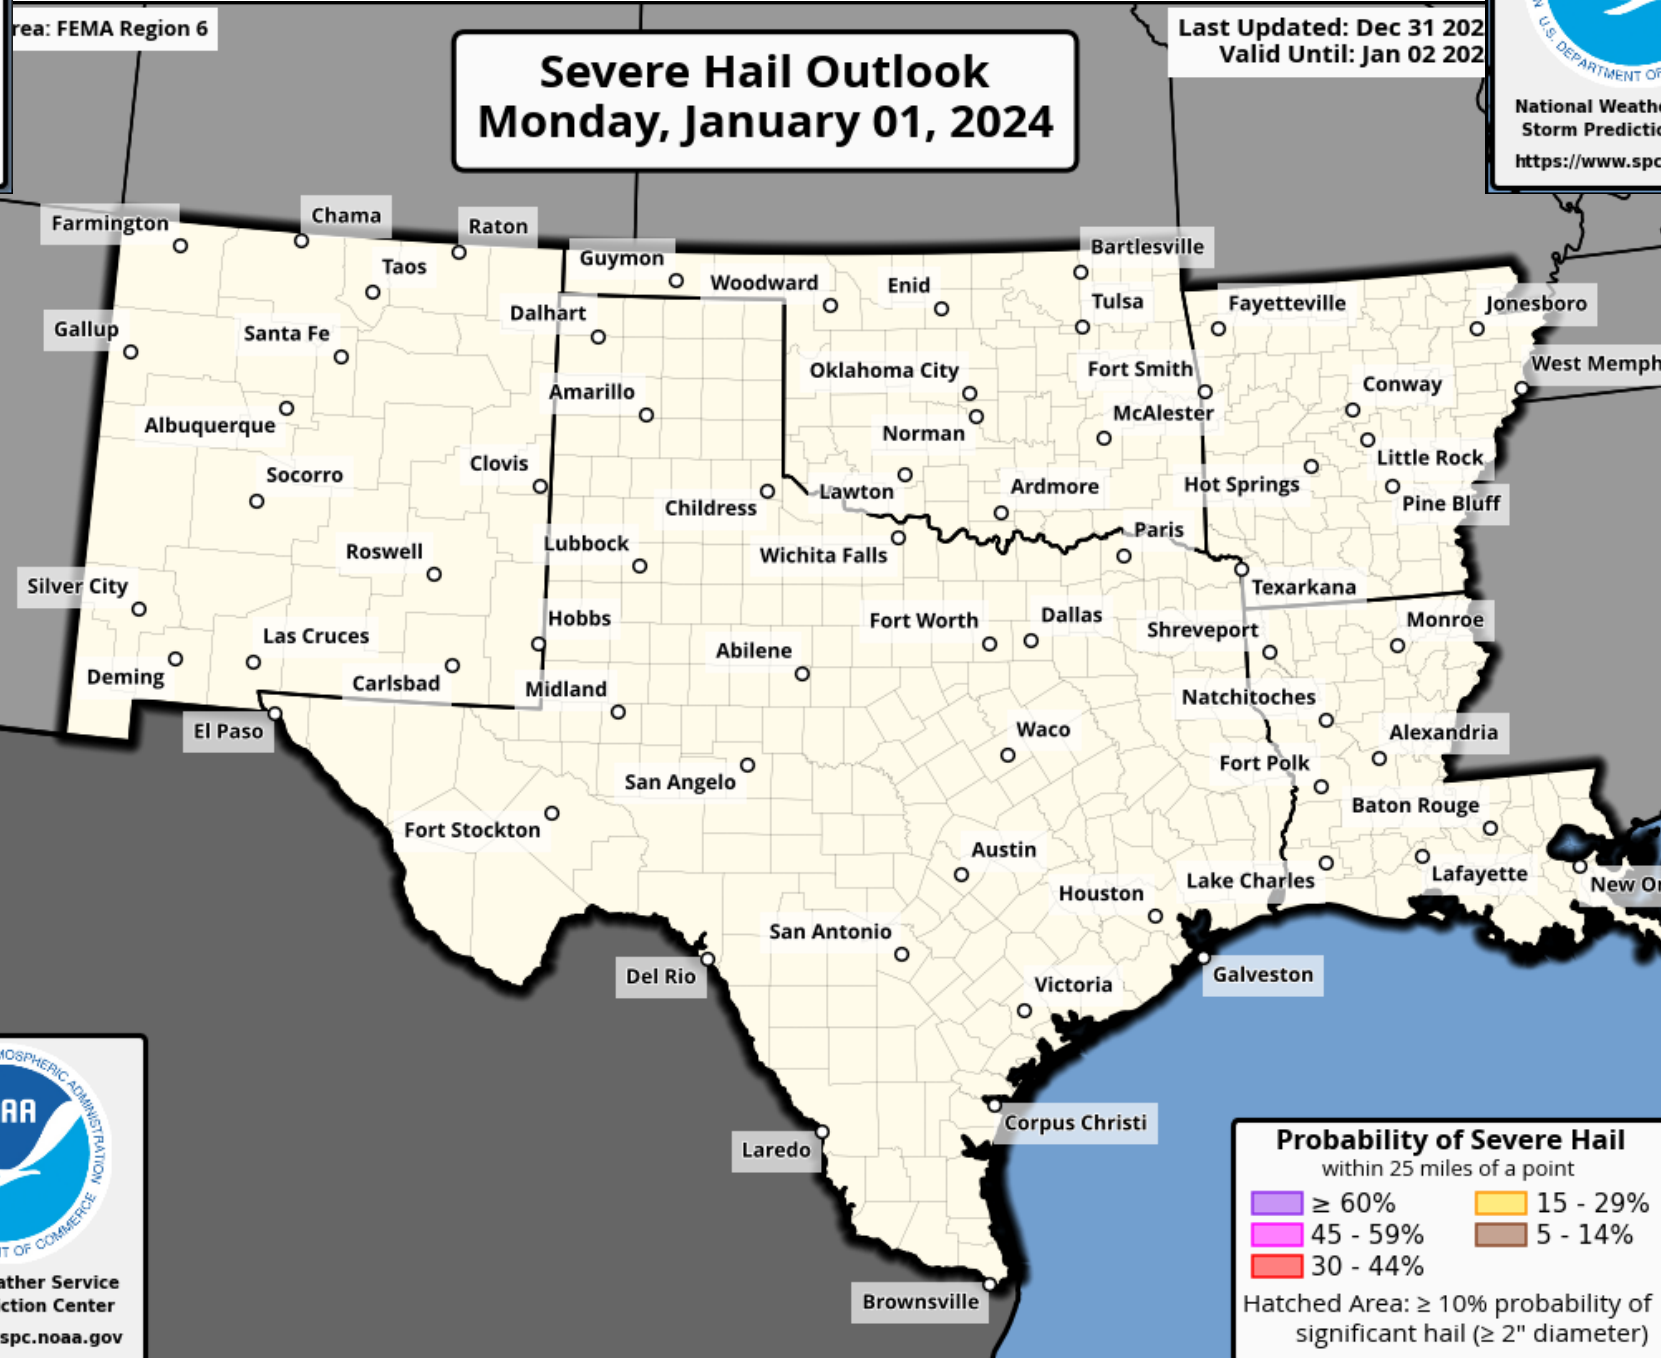 rea: FEMA Region 6
Severe Hail Outlook
Monday, January 01, 2024
Last Updated: Dec 31 202
Valid Until: Jan 02 202
U.S. DEPARTMENT OF
National Weathe
Storm Predictio
https://www.spc
Farmington
Chama
Raton
Taos
Guymon
Woodward
Enid
Bartlesville
Tulsa
Fayetteville
Jonesboro
Gallup
Santa Fe
Dalhart
Oklahoma City
Fort Smith
West Memph
Conway
Amarillo
Albuquerque
McAlester
Norman
Little Rock
Socorro
Clovis
Childress
Lawton
Ardmore
Hot Springs
Pine Bluff
Roswell
Lubbock
Wichita Falls
Paris
Texarkana
Silver City
Las Cruces
Hobbs
Abilene
Fort Worth
Dallas
Shreveport
Monroe
Deming
Carlsbad
Midland
Natchitoches
El Paso
Waco
Alexandria
San Angelo
Fort Polk
Baton Rouge
Fort Stockton
Austin
Houston
Lake Charles
Lafayette
New Or
San Antonio
Del Rio
Victoria
Galveston
Corpus Christi
Laredo
Brownsville
MOSPHERIC ADMINISTRATION
AA
T OF COMMERCE
ather Service
ction Center
spc.noaa.gov
Probability of Severe Hail
within 25 miles of a point
≥ 60%
15 - 29%
45 - 59%
5 - 14%
30 - 44%
Hatched Area: ≥ 10% probability of
significant hail (≥ 2" diameter)